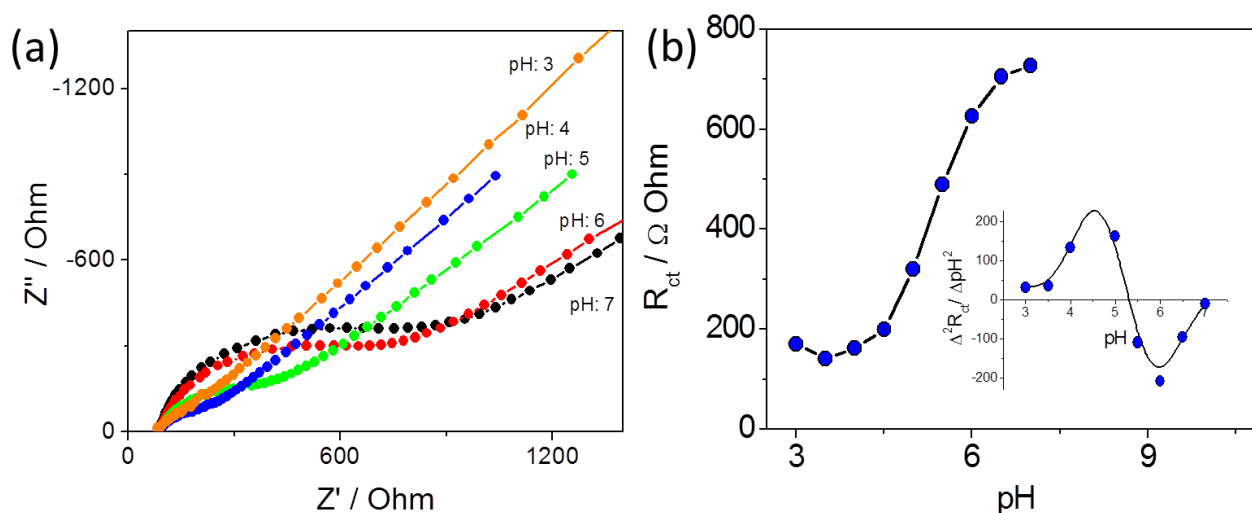 (a)
-1200
-600
0
Z'' / Ohm
0
600
1200
Z' / Ohm
pH: 3
pH: 4
pH: 5
pH: 6
pH: 7
(b)
800
600
400
200
0
R_ct / Ω Ohm
3
6
9
pH
200
100
0
-100
-200
Δ²R_ct / ΔpH²
3
4
5
6
7
pH